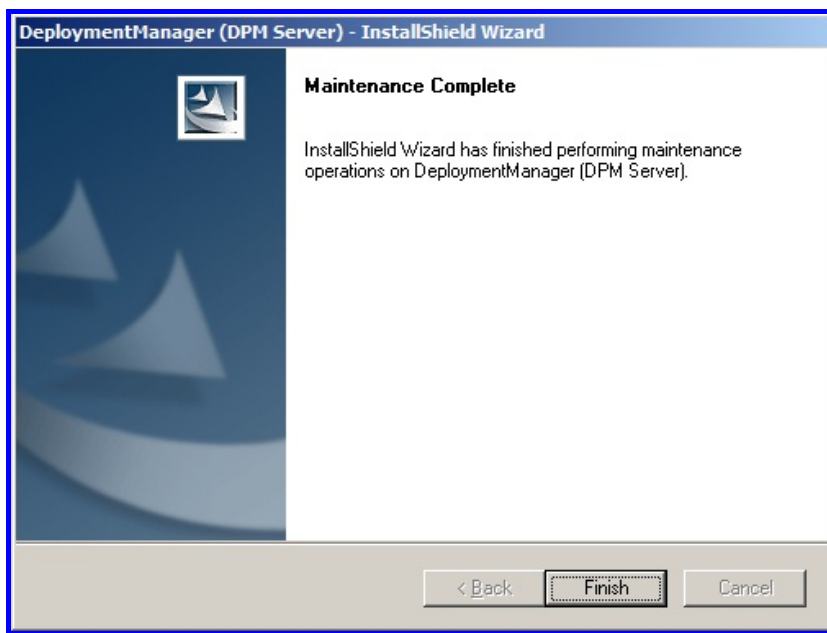 DeploymentManager (DPM Server) - InstallShield Wizard
Maintenance Complete
InstallShield Wizard has finished performing maintenance
operations on DeploymentManager (DPM Server).
< Back Finish Cancel